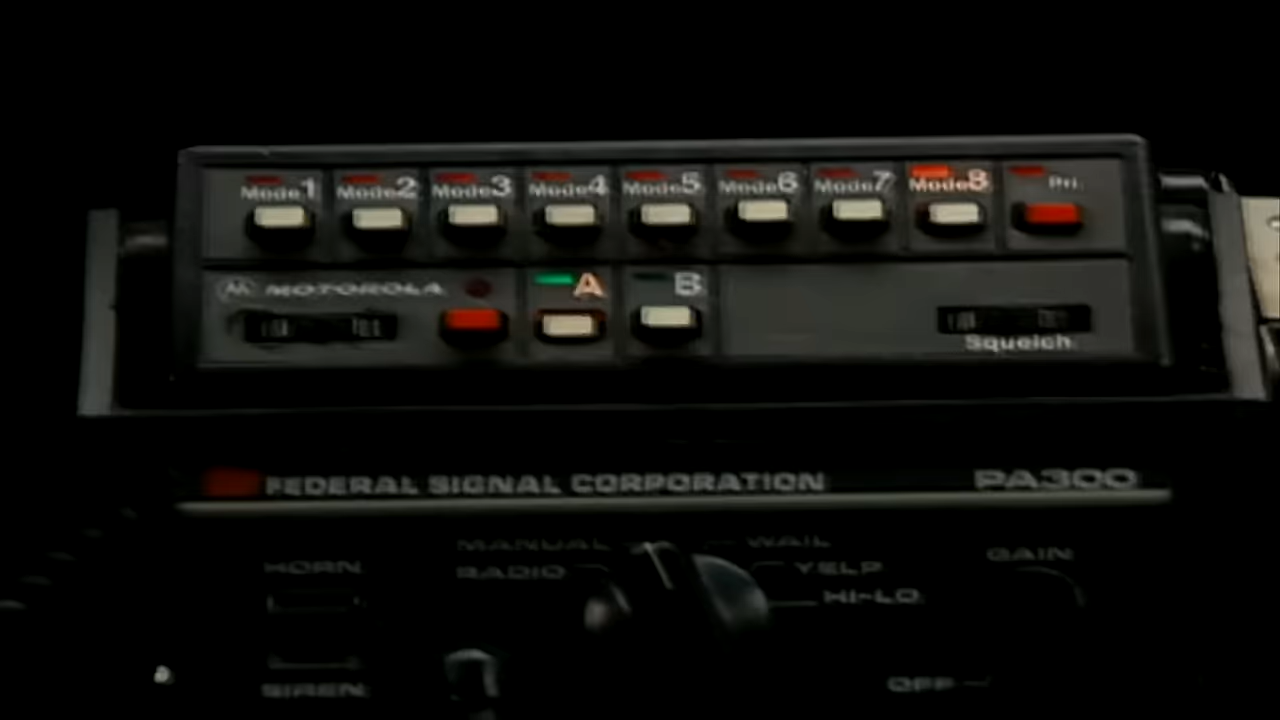 Mode1 Mode2 Mode3 Mode4 Mode5 Mode6 Mode7 Mode8 Pri.
MOTOROLA A B
Squelch
FEDERAL SIGNAL CORPORATION PA300
MANUAL WAIL
HORN RADIO YELP GAIN
HI-LO
SIREN OFF